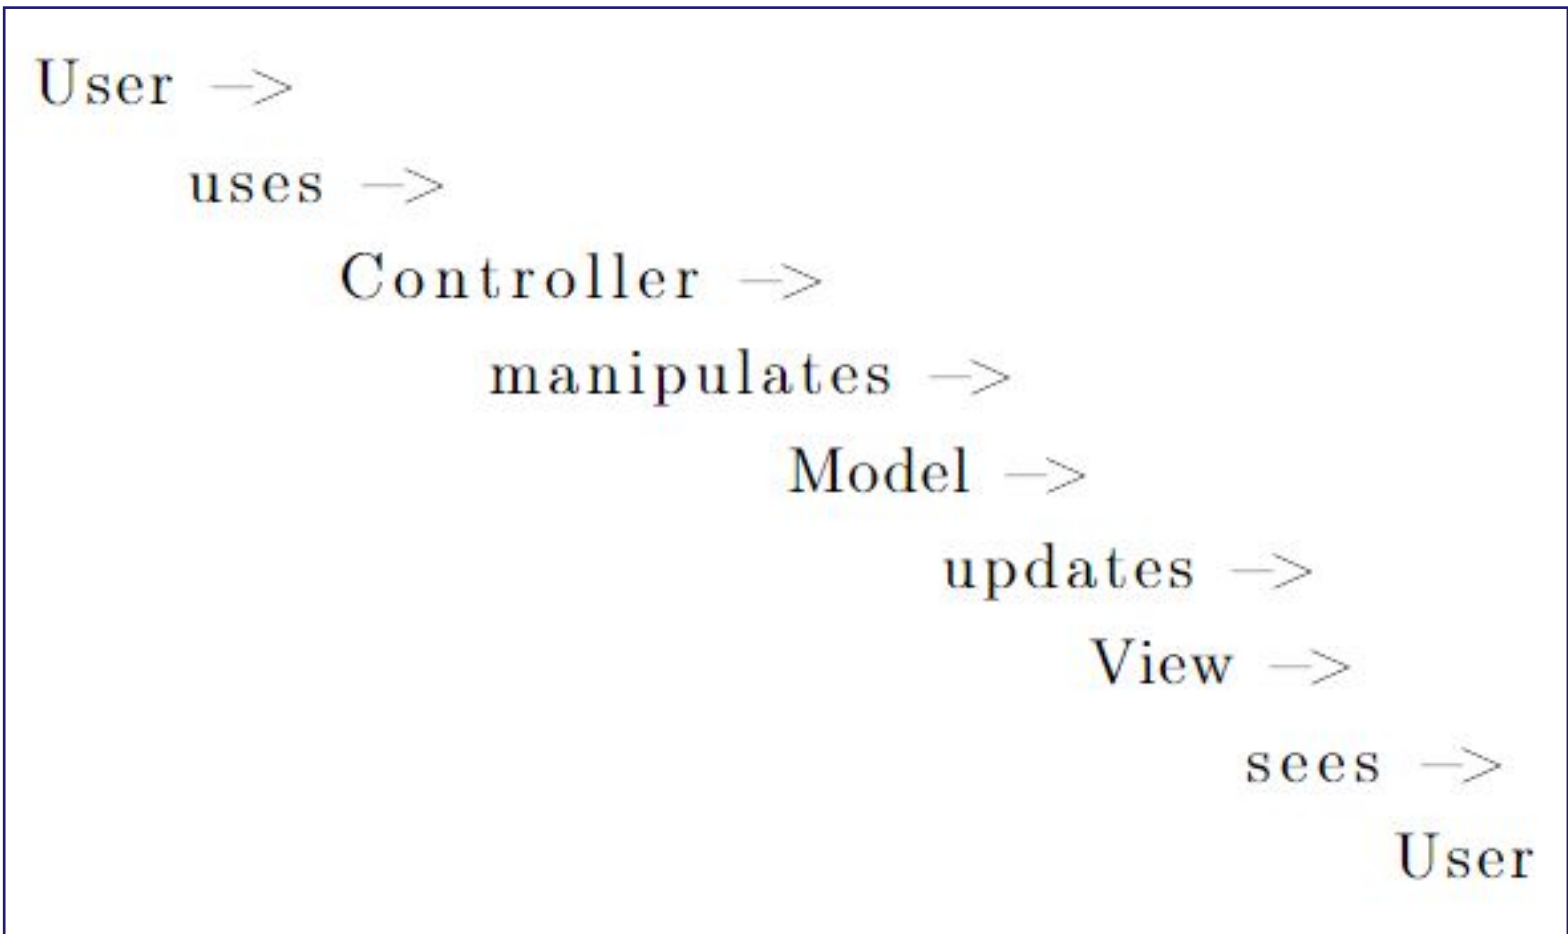 User –>
uses –>
Controller –>
manipulates –>
Model –>
updates –>
View –>
sees –>
User